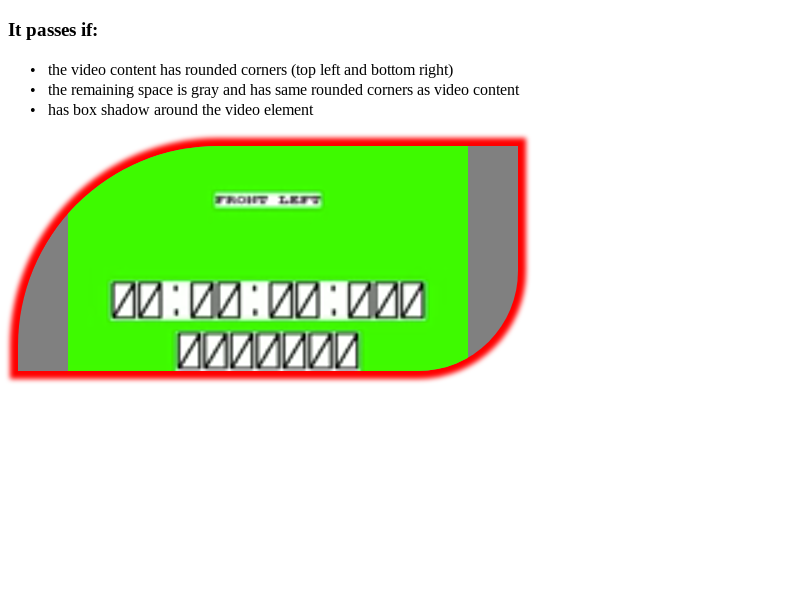 It passes if:
• the video content has rounded corners (top left and bottom right)
• the remaining space is gray and has same rounded corners as video content
• has box shadow around the video element
FRONT LEFT
00:00:00:000
0000000